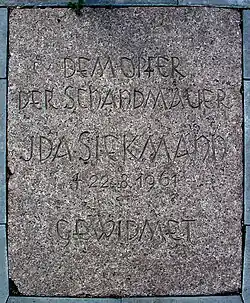 DEM OPFER
DER SCHANDMAUER
IDA SIEKMANN
† 22.8.1961
GEWIDMET